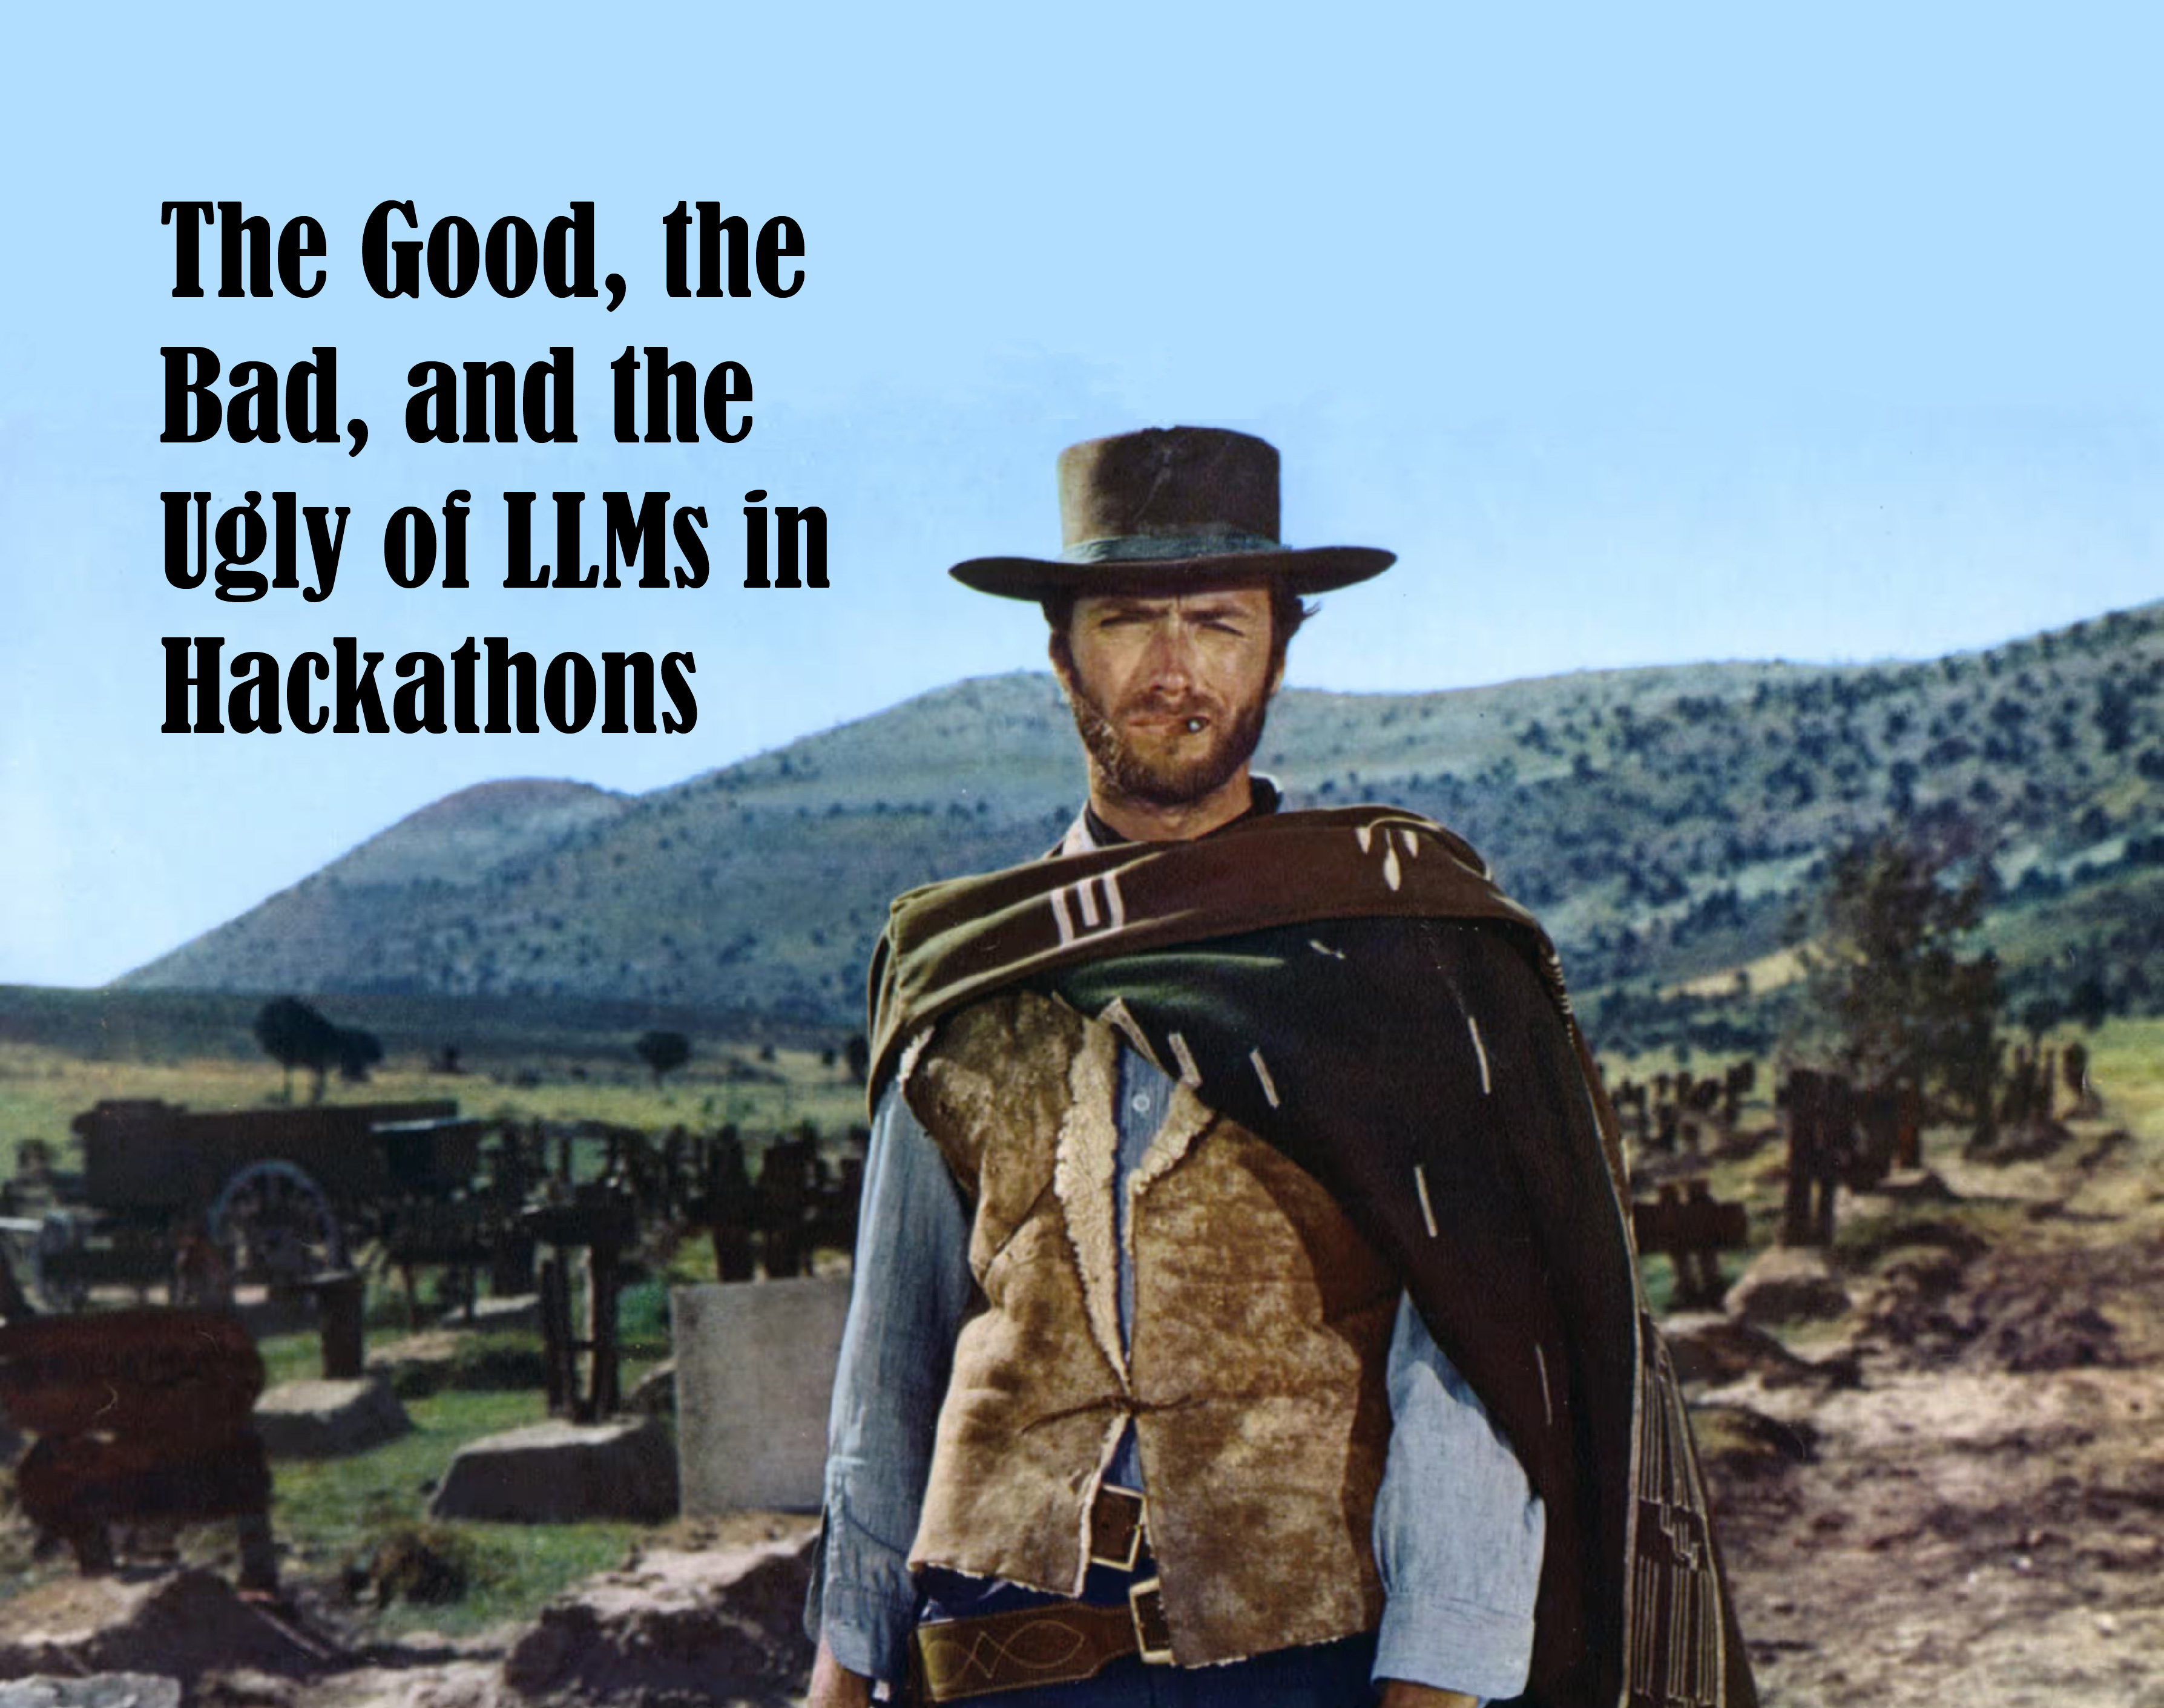 The Good, the
Bad, and the
Ugly of LLMs in
Hackathons